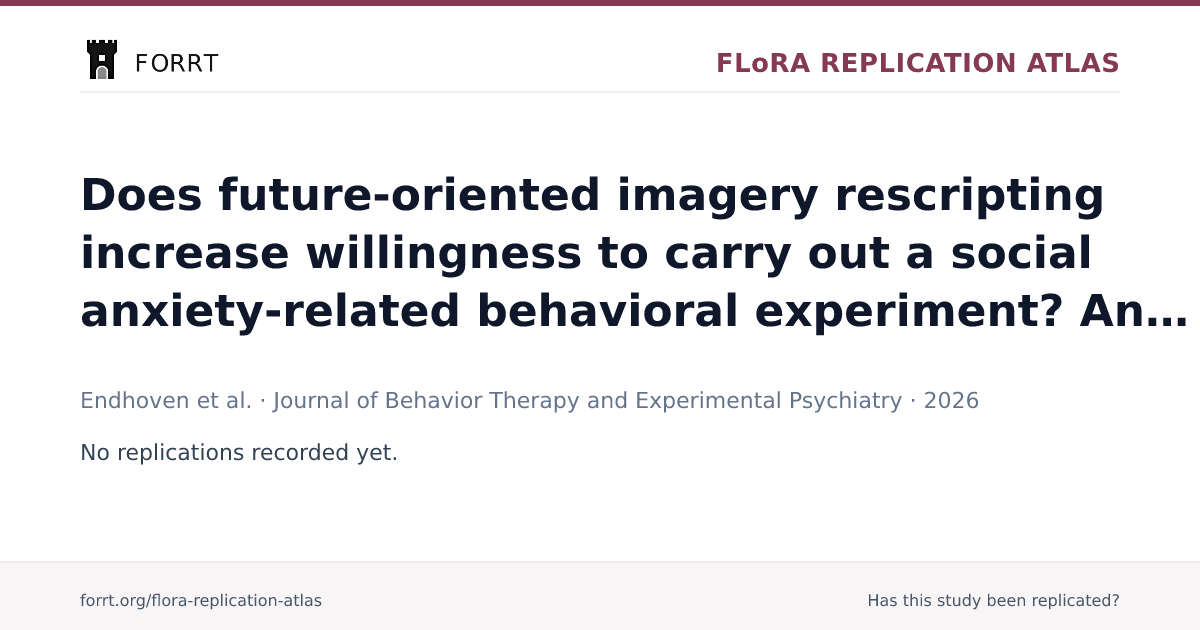 FORRT
FLoRA REPLICATION ATLAS
Does future-oriented imagery rescripting
increase willingness to carry out a social
anxiety-related behavioral experiment? An…
Endhoven et al. · Journal of Behavior Therapy and Experimental Psychiatry · 2026
No replications recorded yet.
forrt.org/flora-replication-atlas
Has this study been replicated?